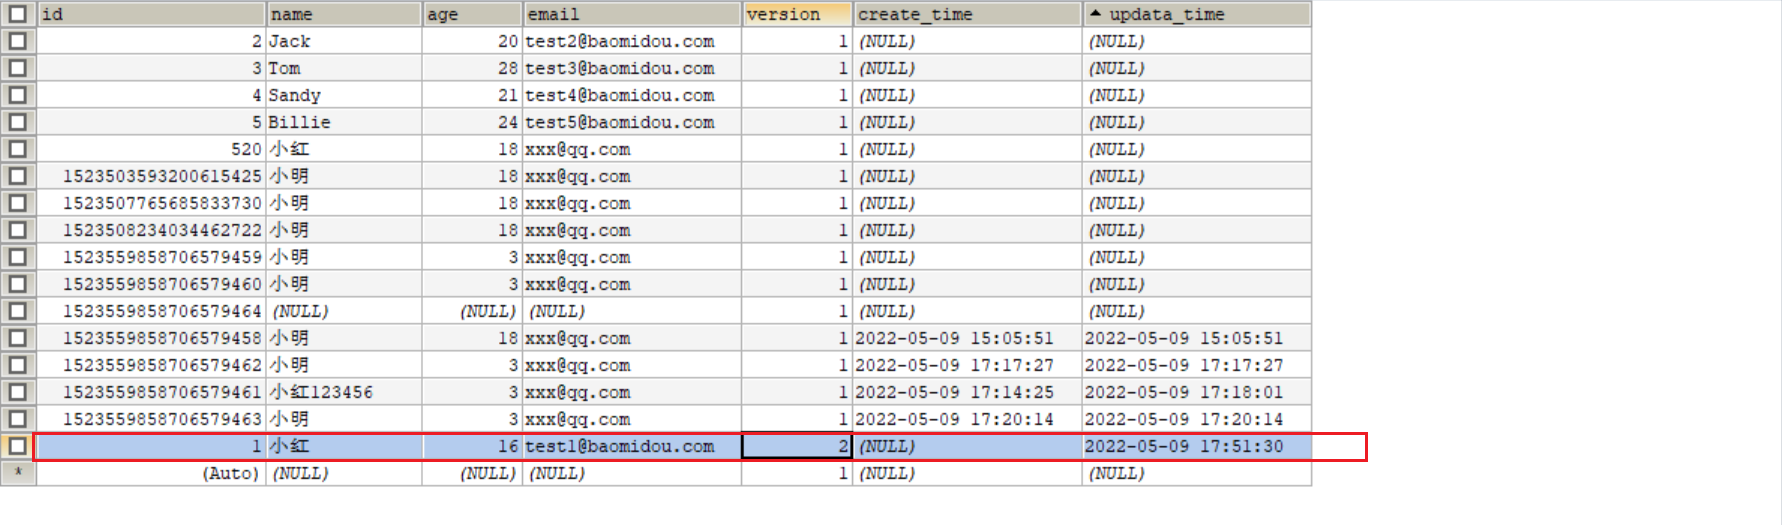 id name age email version create_time updata_time
2 Jack 20 test2@baomidou.com 1 (NULL) (NULL)
3 Tom 28 test3@baomidou.com 1 (NULL) (NULL)
4 Sandy 21 test4@baomidou.com 1 (NULL) (NULL)
5 Billie 24 test5@baomidou.com 1 (NULL) (NULL)
520 小红 18 xxx@qq.com 1 (NULL) (NULL)
1523503593200615425 小明 18 xxx@qq.com 1 (NULL) (NULL)
1523507765685833730 小明 18 xxx@qq.com 1 (NULL) (NULL)
1523508234034462722 小明 18 xxx@qq.com 1 (NULL) (NULL)
1523559858706579459 小明 3 xxx@qq.com 1 (NULL) (NULL)
1523559858706579460 小明 3 xxx@qq.com 1 (NULL) (NULL)
1523559858706579464 (NULL) (NULL) (NULL) 1 (NULL) (NULL)
1523559858706579458 小明 18 xxx@qq.com 1 2022-05-09 15:05:51 2022-05-09 15:05:51
1523559858706579462 小明 3 xxx@qq.com 1 2022-05-09 17:17:27 2022-05-09 17:17:27
1523559858706579461 小红123456 3 xxx@qq.com 1 2022-05-09 17:14:25 2022-05-09 17:18:01
1523559858706579463 小明 3 xxx@qq.com 1 2022-05-09 17:20:14 2022-05-09 17:20:14
1 小红 16 test1@baomidou.com 2 (NULL) 2022-05-09 17:51:30
* (Auto) (NULL) (NULL) (NULL) 1 (NULL) (NULL)